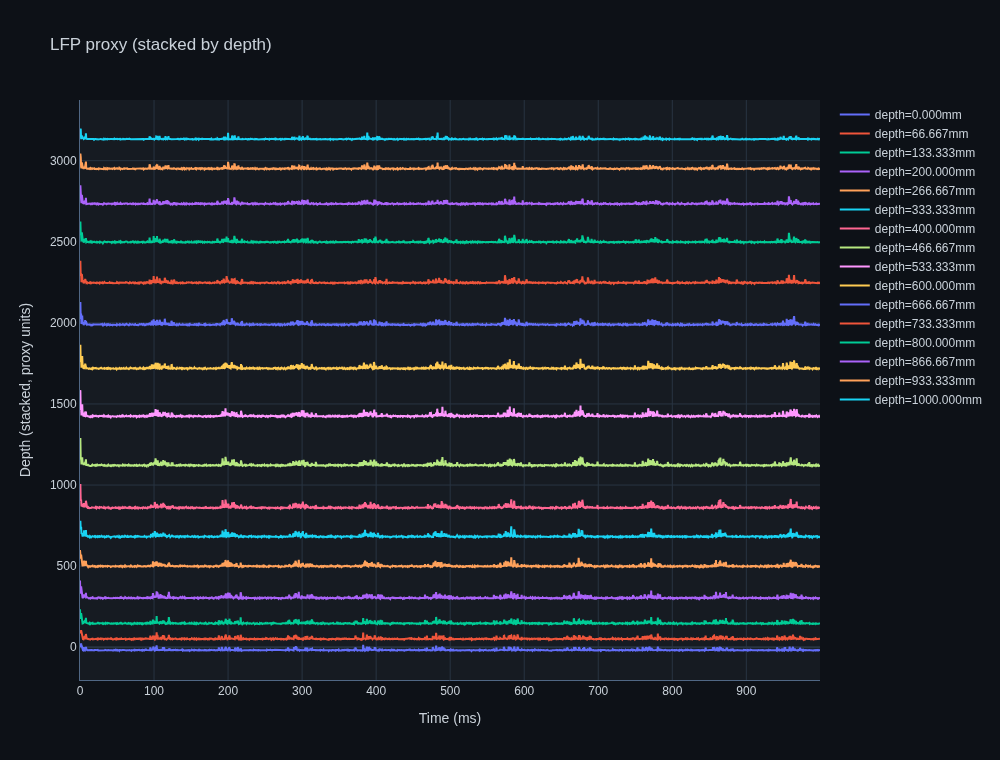 LFP proxy (stacked by depth)
depth=0.000mm
depth=66.667mm
depth=133.333mm
depth=200.000mm
depth=266.667mm
depth=333.333mm
depth=400.000mm
depth=466.667mm
depth=533.333mm
depth=600.000mm
depth=666.667mm
depth=733.333mm
depth=800.000mm
depth=866.667mm
depth=933.333mm
depth=1000.000mm
3000
2500
2000
1500
1000
500
0
Depth (stacked, proxy units)
0 100 200 300 400 500 600 700 800 900
Time (ms)